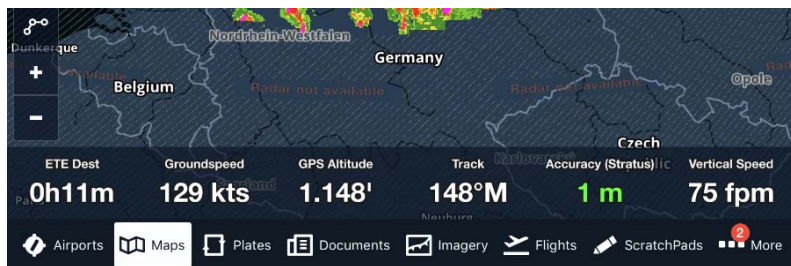 Nordrhein-Westfalen
Dunkerque
Germany
Belgium
Radar not available
Radar not available
Opole
Czech
ETE Dest Groundspeed GPS Altitude Track Accuracy (Stratus) Vertical Speed
0h11m 129 kts 1.148' 148°M 1 m 75 fpm
Neuburg
Airports Maps Plates Documents Imagery Flights ScratchPads 2 More